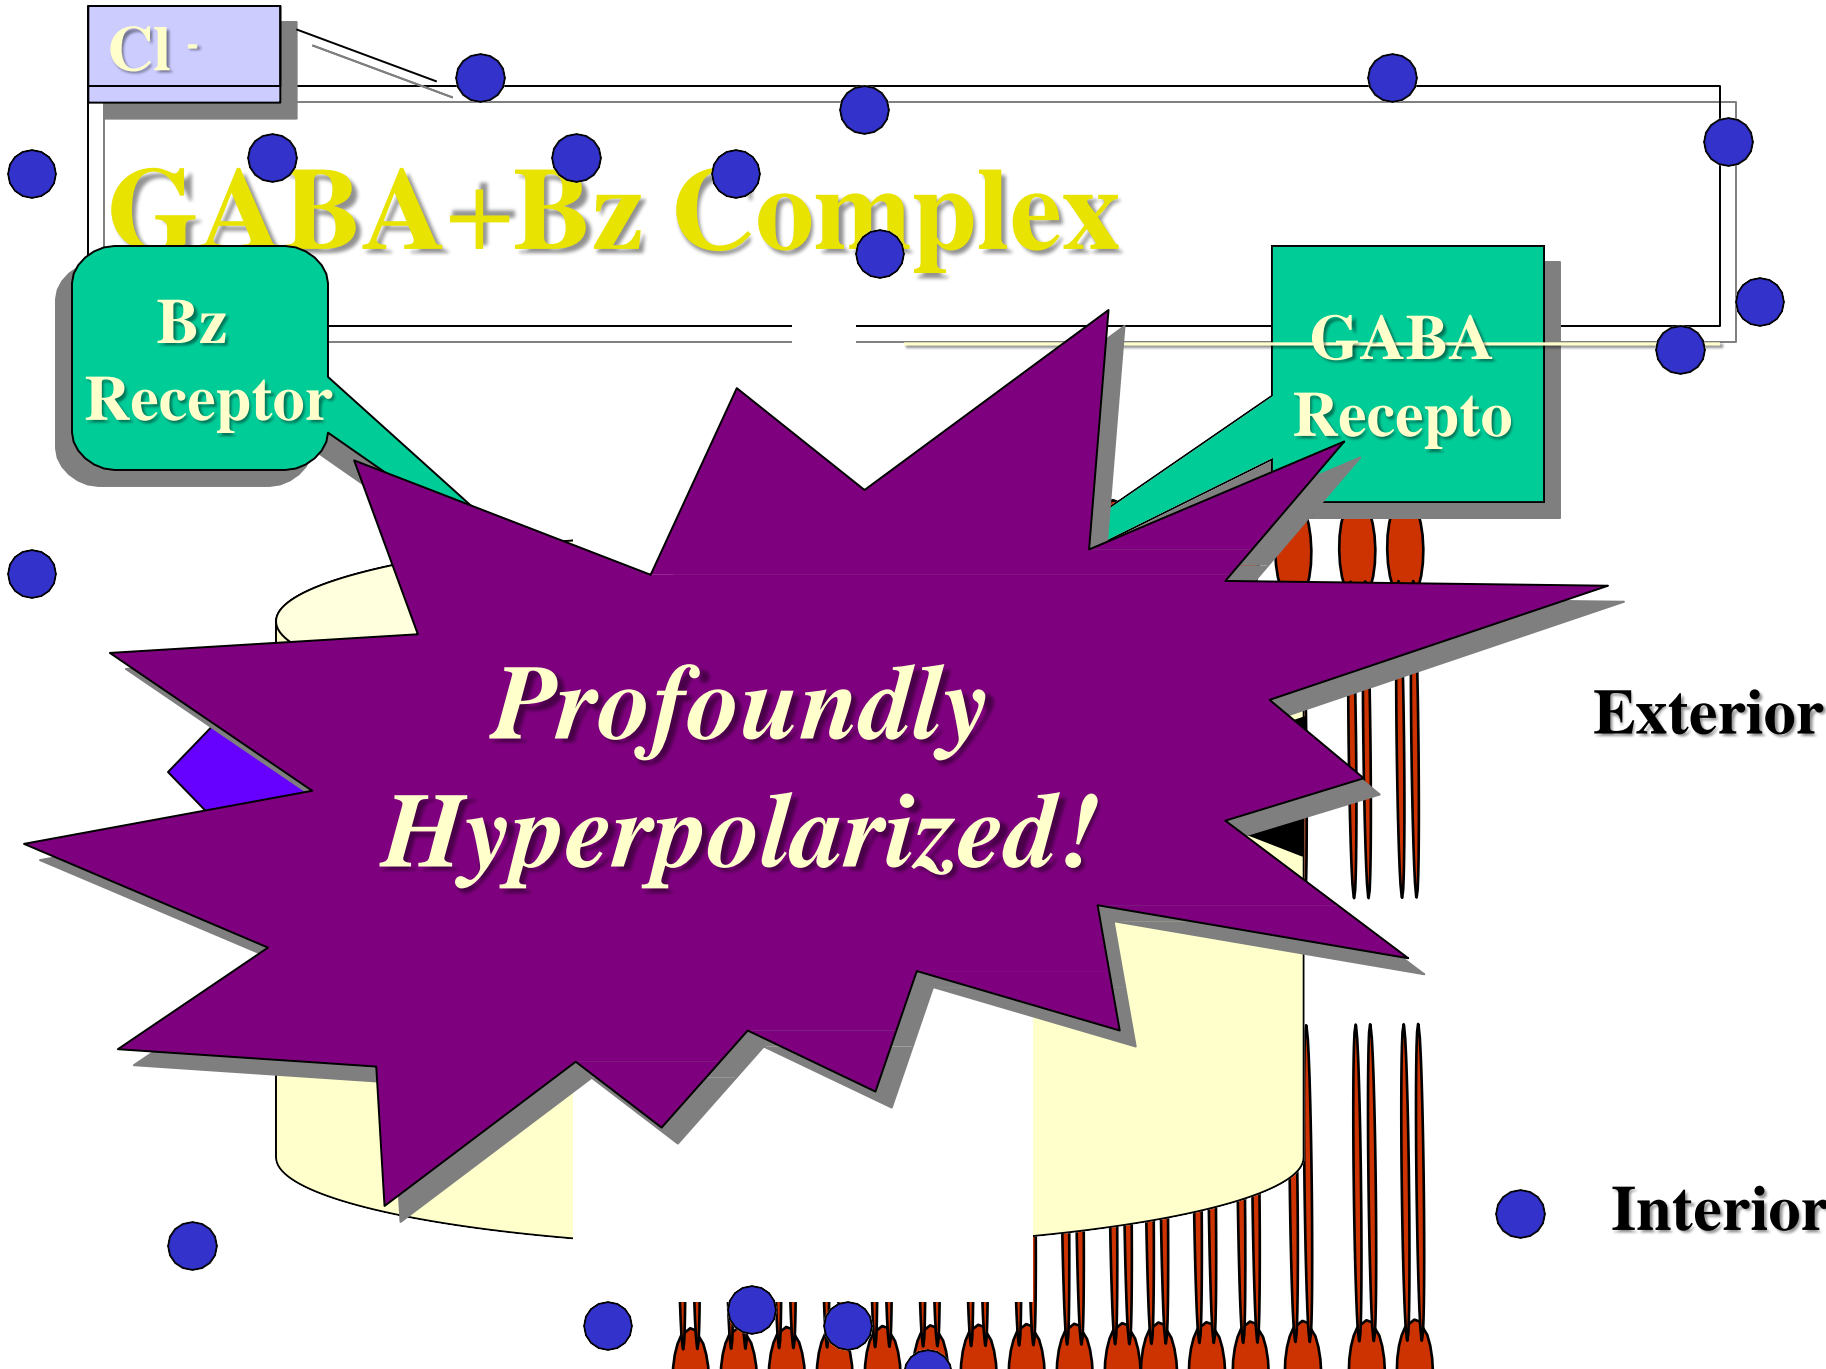 Cl -
GABA+Bz Complex
Bz
Receptor
GABA
Recepto
Profoundly
Hyperpolarized!
Exterior
Interior